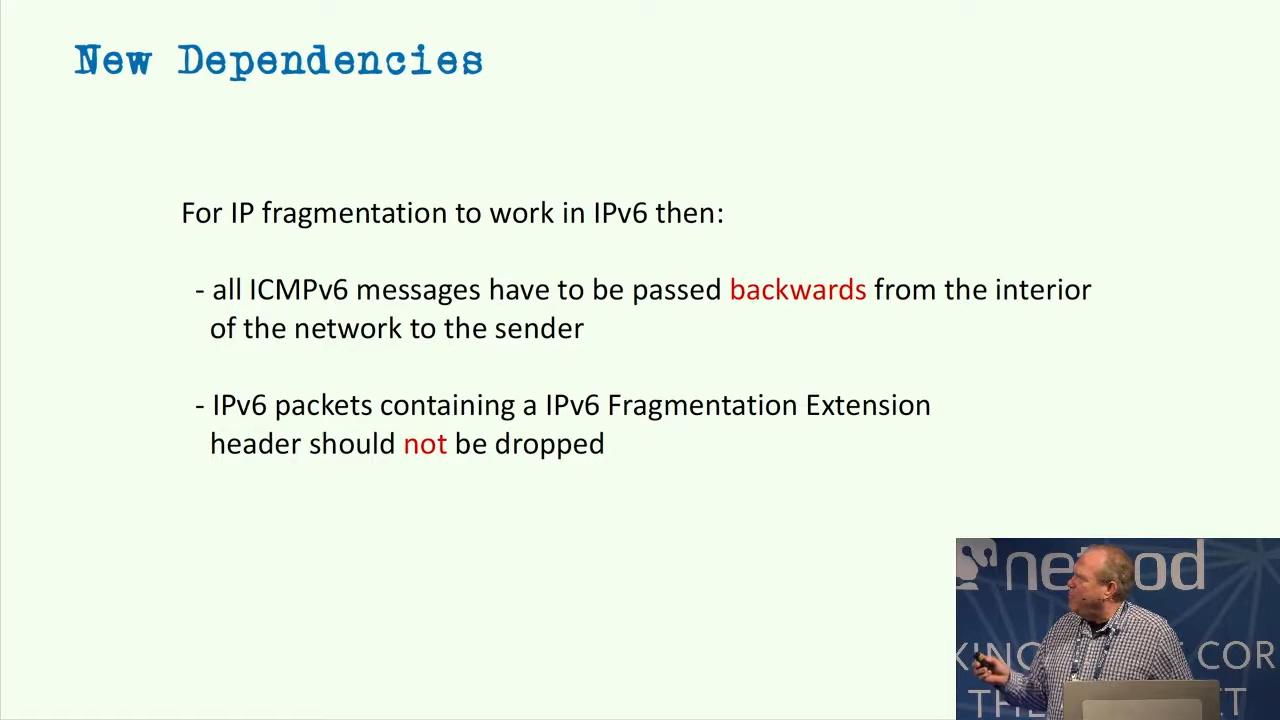 New Dependencies
For IP fragmentation to work in IPv6 then:
- all ICMPv6 messages have to be passed backwards from the interior
of the network to the sender
- IPv6 packets containing a IPv6 Fragmentation Extension
header should not be dropped